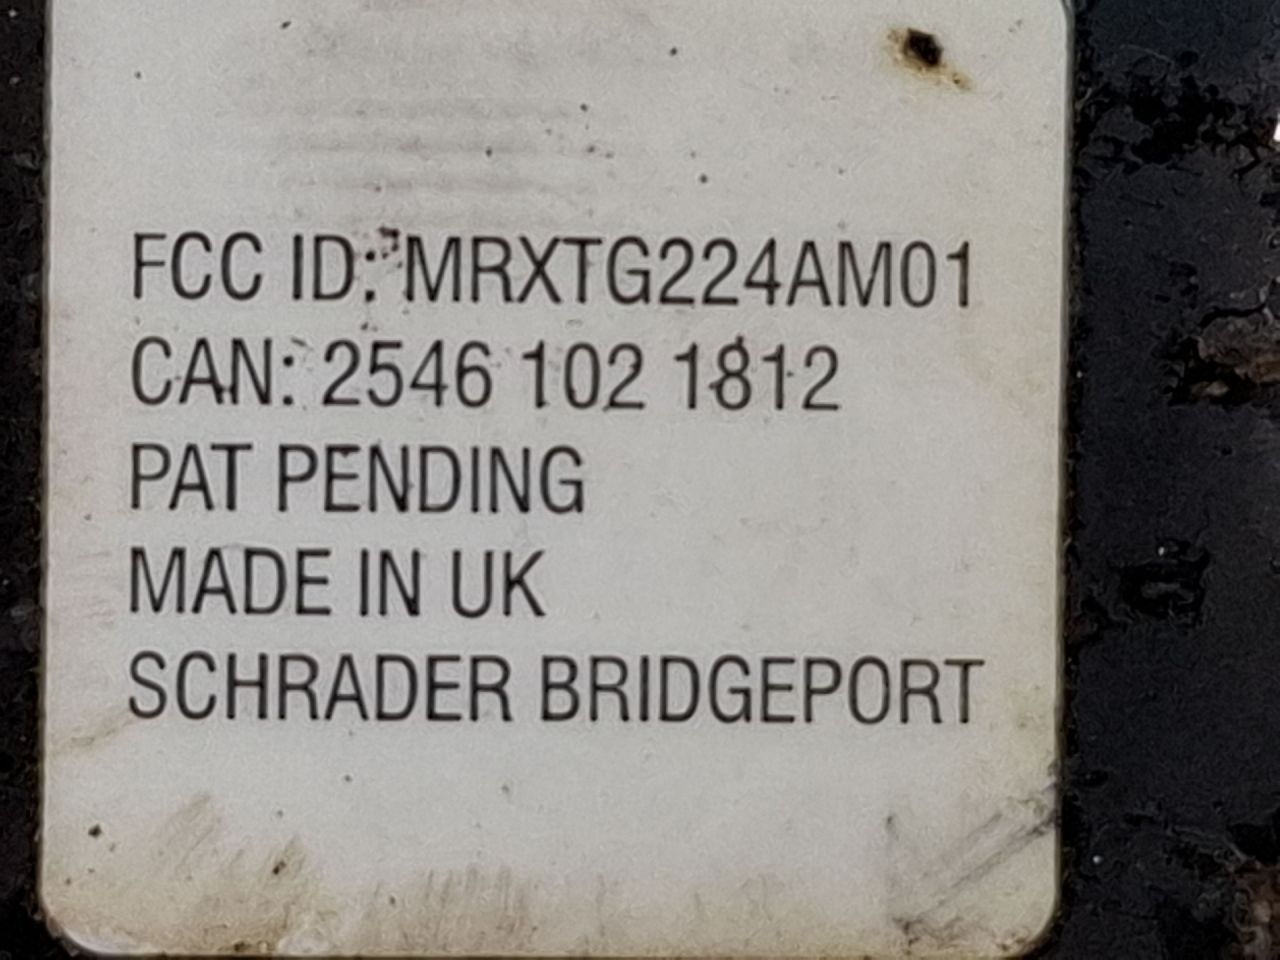 FCC ID: MRXTG224AM01
CAN: 2546 102 1812
PAT PENDING
MADE IN UK
SCHRADER BRIDGEPORT